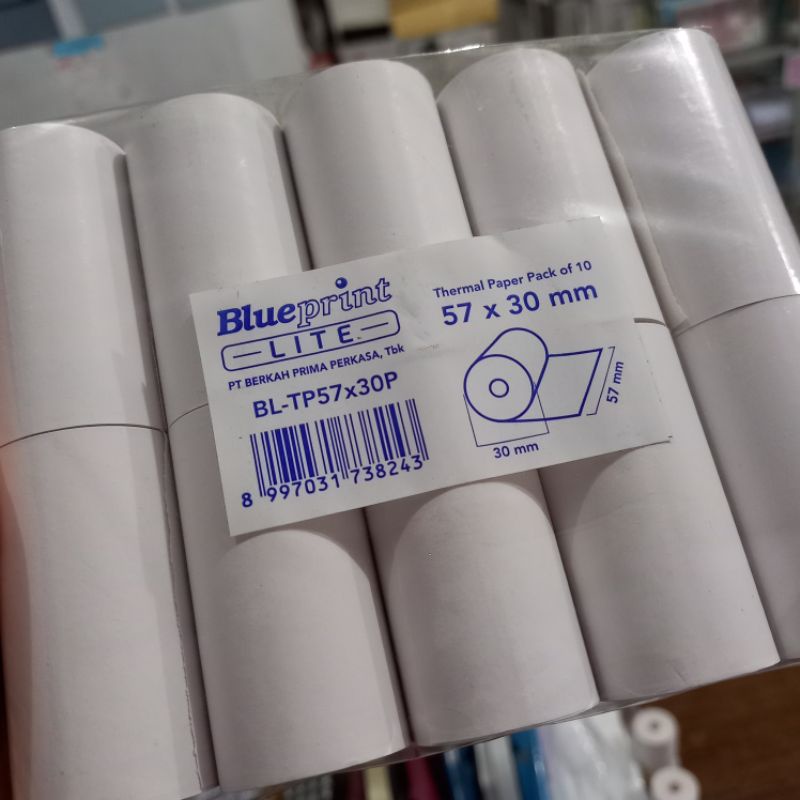 Blueprint
LITE
PT BERKAH PRIMA PERKASA, Tbk
BL-TP57x30P
8 997031 738243
Thermal Paper Pack of 10
57 x 30 mm
57 mm
30 mm